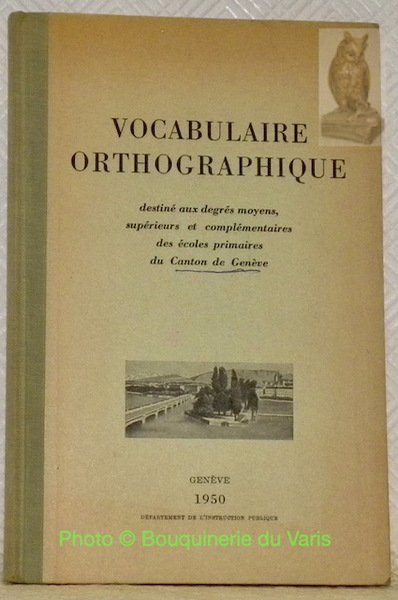 VOCABULAIRE
ORTHOGRAPHIQUE
destiné aux degrés moyens,
supérieurs et complémentaires
des écoles primaires
du Canton de Genève
GENÈVE
1950
DÉPARTEMENT DE L'INSTRUCTION PUBLIQUE
Photo © Bouquinerie du Varis